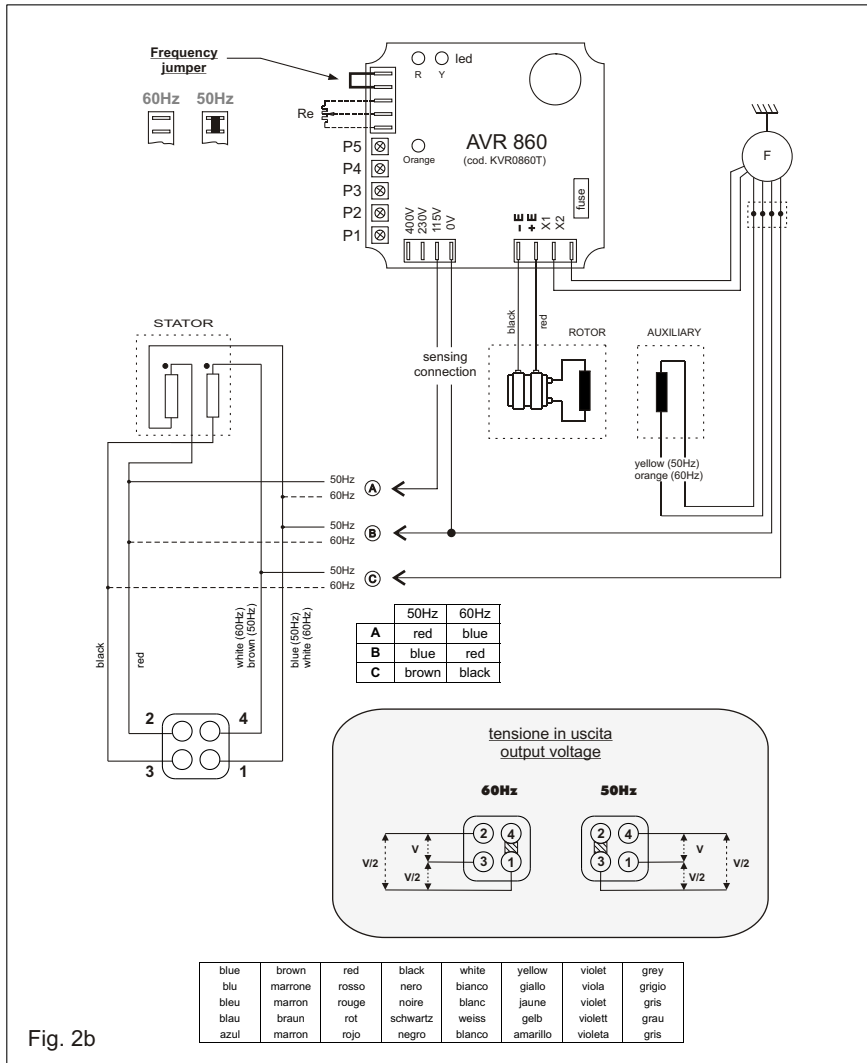 Frequency
jumper
60Hz 50Hz
Re
led
R Y
Orange
AVR 860
(cod. KVR0860T)
fuse
P5
P4
P3
P2
P1
400V
230V
115V
0V
– E
+ E
X1
X2
F
STATOR
black
red
sensing
connection
ROTOR
AUXILIARY
yellow (50Hz)
orange (60Hz)
50Hz
60Hz
A
50Hz
60Hz
B
50Hz
60Hz
C
black
red
white (60Hz)
brown (50Hz)
blue (50Hz)
white (60Hz)
50Hz 60Hz
A red blue
B blue red
C brown black
2 4
3 1
tensione in uscita
output voltage
60Hz 50Hz
2 4
3 1
V
V/2
V/2
2 4
3 1
V
V/2
V/2
blue brown red black white yellow violet grey
blu marrone rosso nero bianco giallo viola grigio
bleu marron rouge noire blanc jaune violet gris
blau braun rot schwartz weiss gelb violett grau
azul marron rojo negro blanco amarillo violeta gris
Fig. 2b